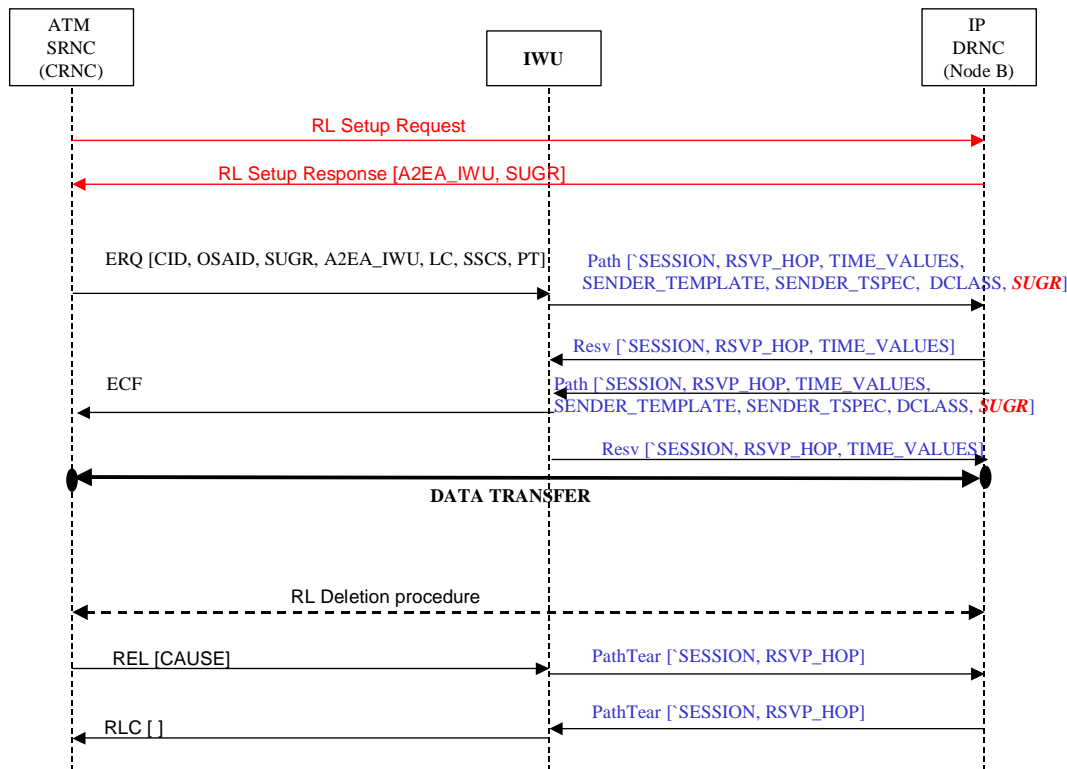 ATM
SRNC
(CRNC)
IWU
IP
DRNC
(Node B)
RL Setup Request
RL Setup Response [A2EA_IWU, SUGR]
ERQ [CID, OSAID, SUGR, A2EA_IWU, LC, SSCS, PT]
Path [`SESSION, RSVP_HOP, TIME_VALUES,
SENDER_TEMPLATE, SENDER_TSPEC, DCLASS, SUGR]
Resv [`SESSION, RSVP_HOP, TIME_VALUES]
ECF
Path [`SESSION, RSVP_HOP, TIME_VALUES,
SENDER_TEMPLATE, SENDER_TSPEC, DCLASS, SUGR]
Resv [`SESSION, RSVP_HOP, TIME_VALUES]
DATA TRANSFER
RL Deletion procedure
REL [CAUSE]
PathTear [`SESSION, RSVP_HOP]
PathTear [`SESSION, RSVP_HOP]
RLC [ ]